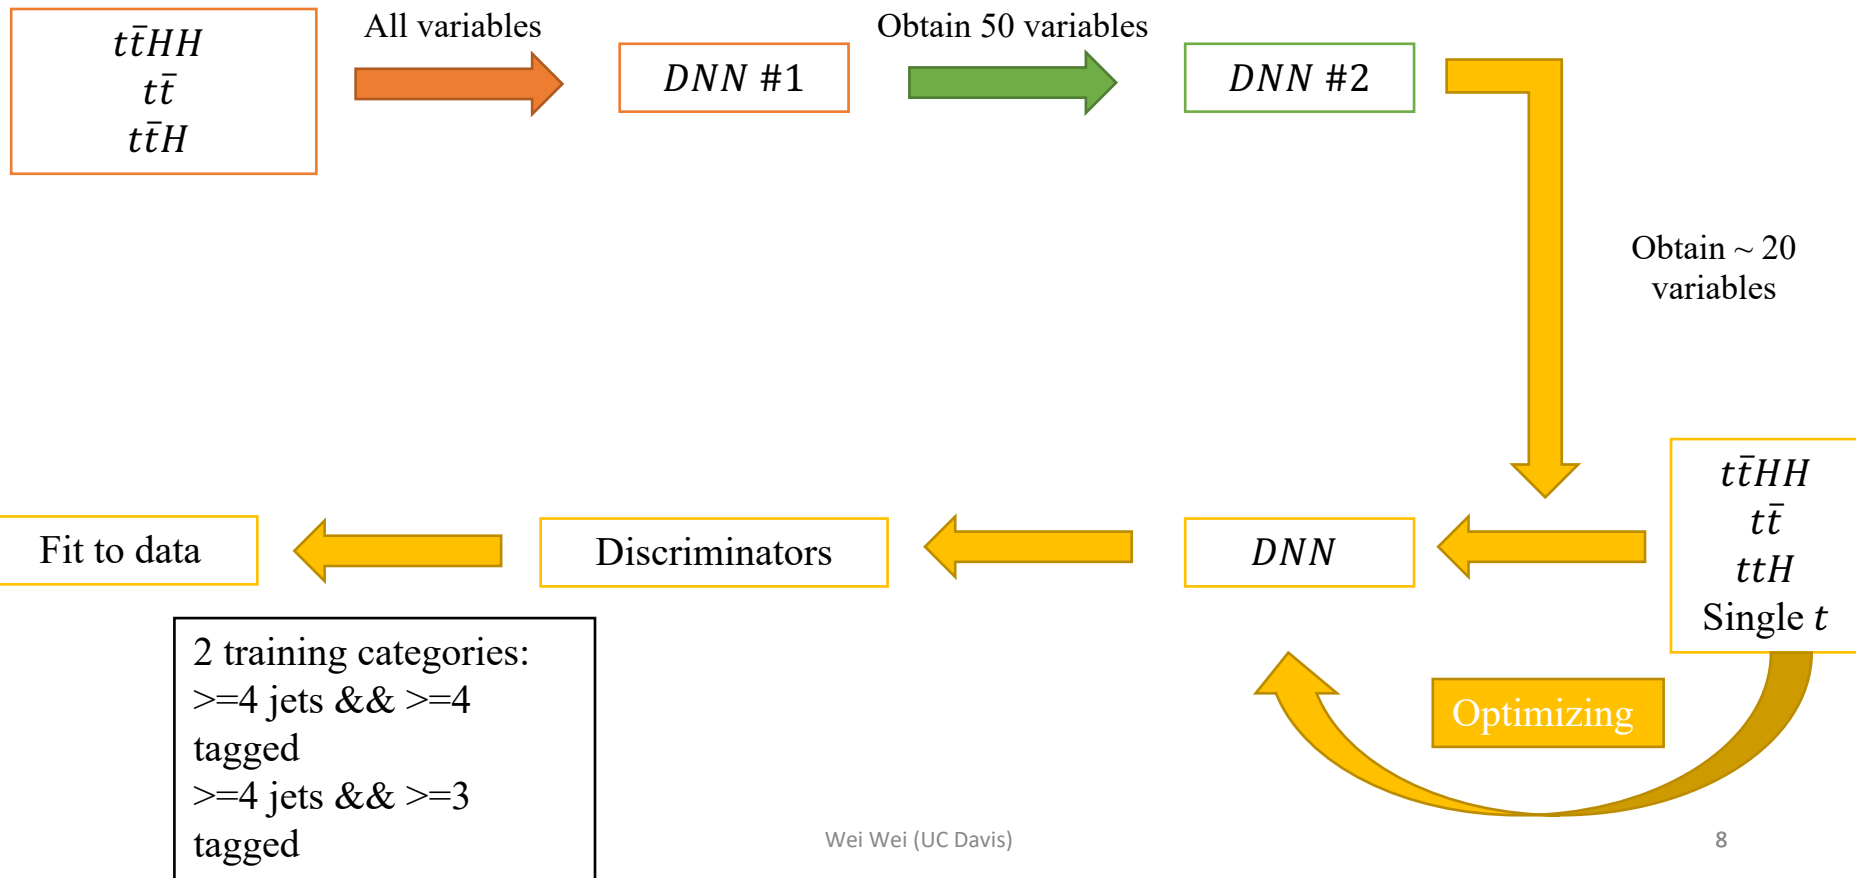 tt̄HH
tt̄
tt̄H
All variables
DNN #1
Obtain 50 variables
DNN #2
Obtain ~ 20
variables
tt̄HH
tt̄
ttH
Single t
DNN
Discriminators
Fit to data
Optimizing
2 training categories:
>=4 jets && >=4
tagged
>=4 jets && >=3
tagged
Wei Wei (UC Davis)
8